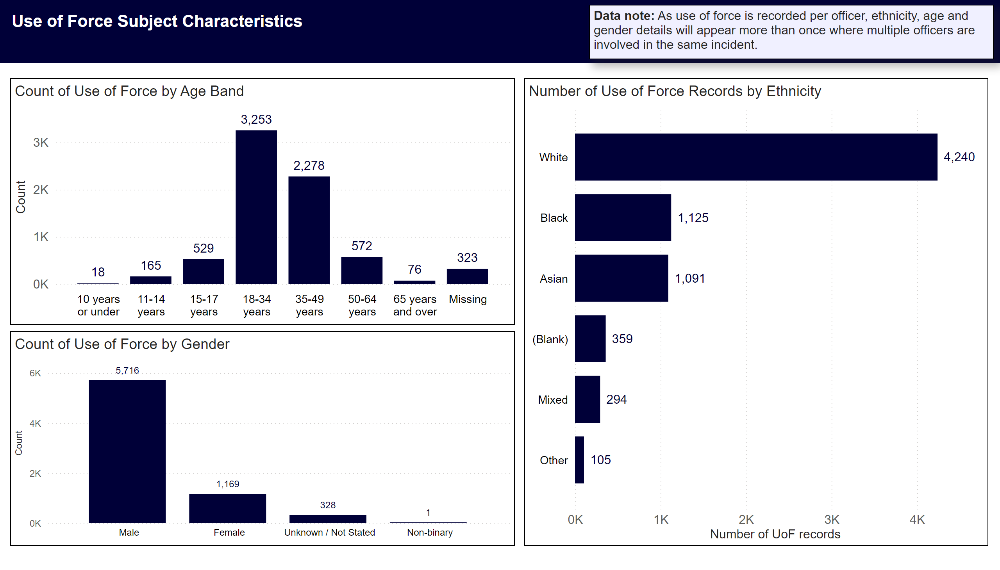 Use of Force Subject Characteristics
Data note: As use of force is recorded per officer, ethnicity, age and
gender details will appear more than once where multiple officers are
involved in the same incident.
Count of Use of Force by Age Band
Count
3K
2K
1K
0K
18
165
529
3,253
2,278
572
76
323
10 years
or under
11-14
years
15-17
years
18-34
years
35-49
years
50-64
years
65 years
and over
Missing
Count of Use of Force by Gender
Count
6K
4K
2K
0K
5,716
1,169
328
1
Male
Female
Unknown / Not Stated
Non-binary
Number of Use of Force Records by Ethnicity
White
4,240
Black
1,125
Asian
1,091
(Blank)
359
Mixed
294
Other
105
0K
1K
2K
3K
4K
Number of UoF records